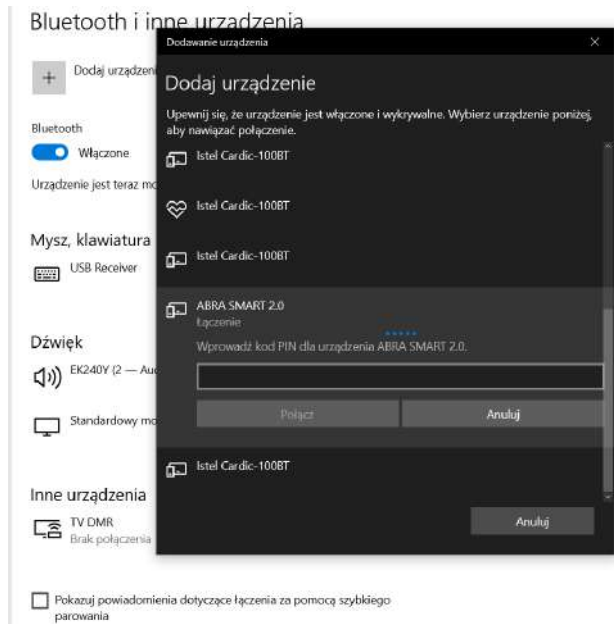 Bluetooth i inne urządzenia
Dodawanie urządzenia
Dodaj urządzenie
Upewnij się, że urządzenie jest włączone i wykrywalne. Wybierz urządzenie poniżej,
aby nawiązać połączenie.
Istel Cardic-100BT
Istel Cardic-100BT
Istel Cardic-100BT
ABRA SMART 2.0
Łączenie
Wprowadź kod PIN dla urządzenia ABRA SMART 2.0.
Połącz
Anuluj
Istel Cardic-100BT
Anuluj
Dodaj urządzeni
Bluetooth
Włączone
Urządzenie jest teraz mo
Mysz, klawiatura
USB Receiver
Dźwięk
EK240Y (2 — Au
Standardowy mo
Inne urządzenia
TV DMR
Brak połączenia
Pokazuj powiadomienia dotyczące łączenia za pomocą szybkiego
parowania